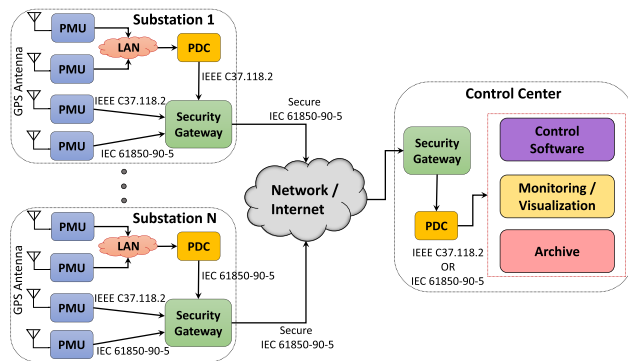 Substation 1
GPS Antenna
PMU
PMU
PMU
PMU
LAN
PDC
IEEE C37.118.2
IEEE C37.118.2
IEC 61850-90-5
Security
Gateway
Secure
IEC 61850-90-5
Substation N
GPS Antenna
PMU
PMU
PMU
PMU
LAN
PDC
IEC 61850-90-5
IEEE C37.118.2
IEC 61850-90-5
Security
Gateway
Secure
IEC 61850-90-5
Network /
Internet
Control Center
Security
Gateway
PDC
IEEE C37.118.2
OR
IEC 61850-90-5
Control
Software
Monitoring /
Visualization
Archive